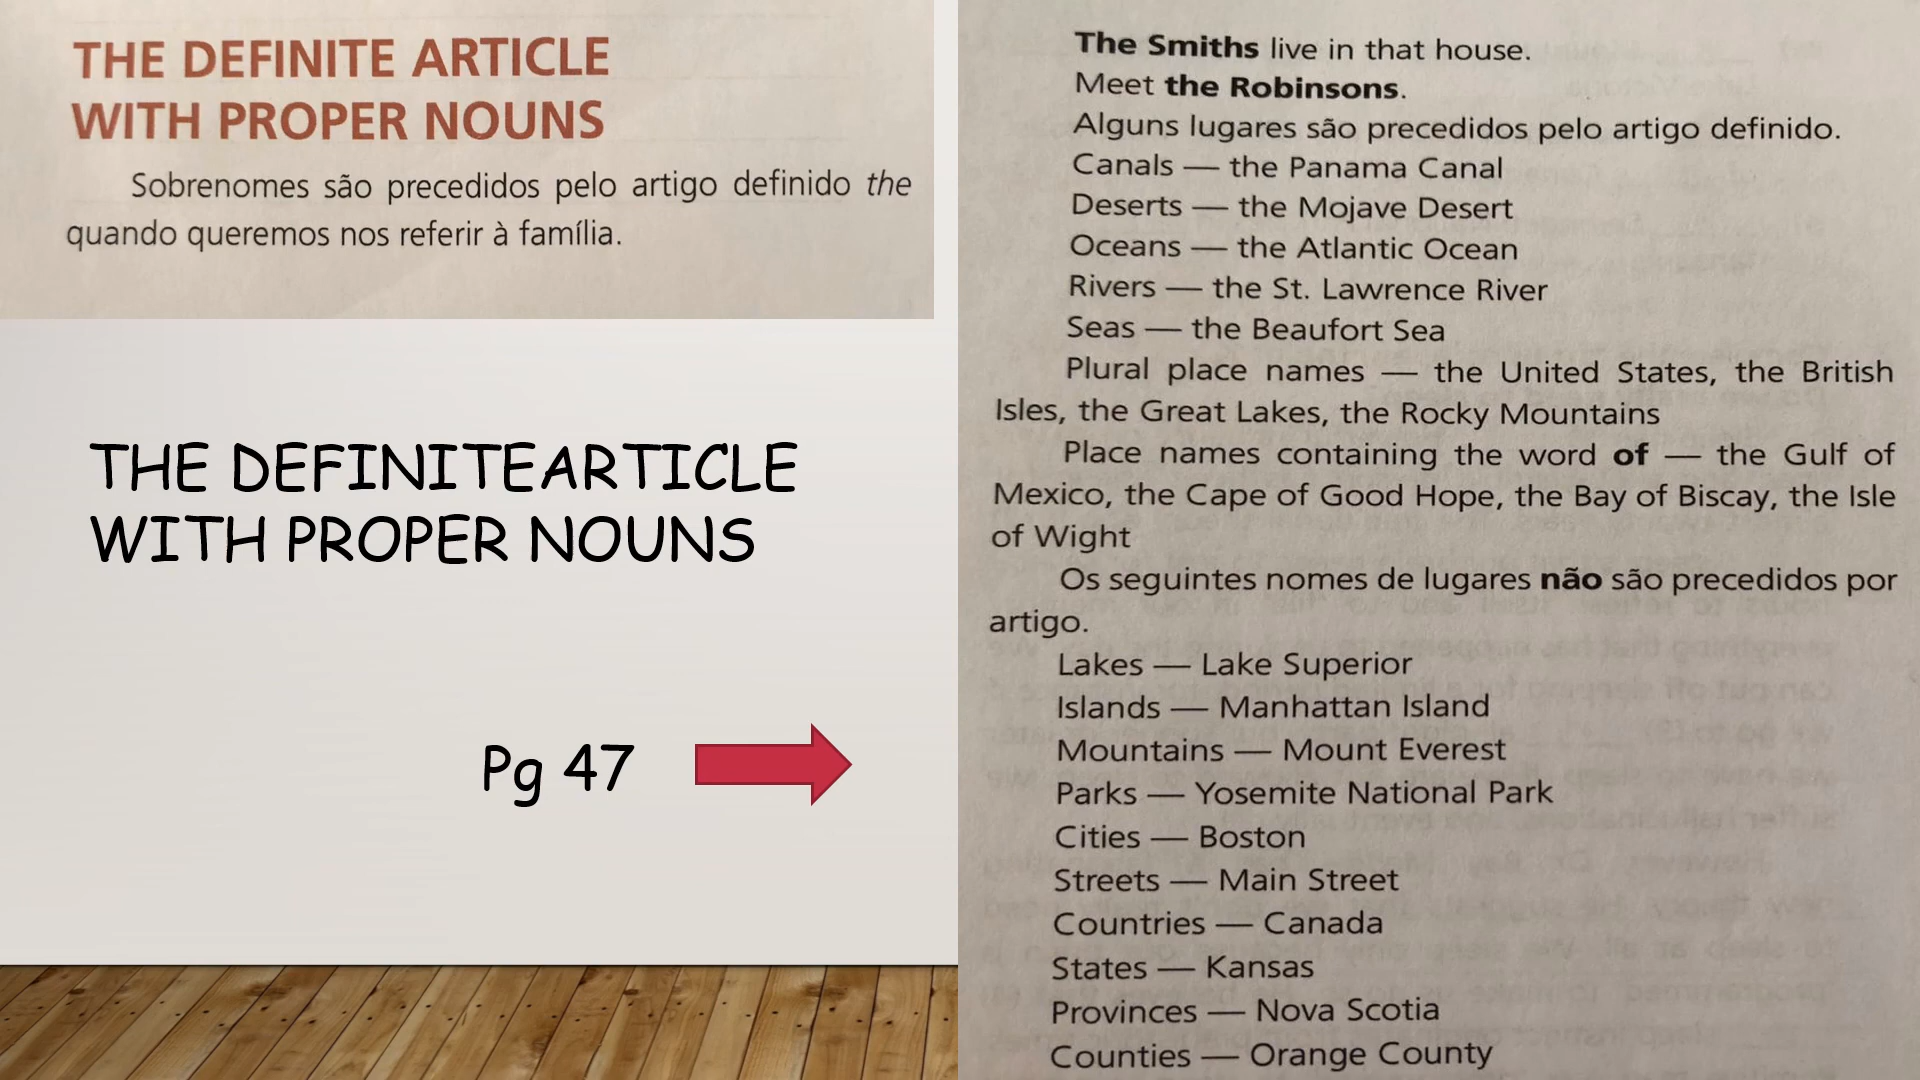 THE DEFINITE ARTICLE
WITH PROPER NOUNS
Sobrenomes são precedidos pelo artigo definido the
quando queremos nos referir à família.
THE DEFINITEARTICLE
WITH PROPER NOUNS
Pg 47
The Smiths live in that house.
Meet the Robinsons.
Alguns lugares são precedidos pelo artigo definido.
Canals — the Panama Canal
Deserts — the Mojave Desert
Oceans — the Atlantic Ocean
Rivers — the St. Lawrence River
Seas — the Beaufort Sea
Plural place names — the United States, the British
Isles, the Great Lakes, the Rocky Mountains
Place names containing the word of — the Gulf of
Mexico, the Cape of Good Hope, the Bay of Biscay, the Isle
of Wight
Os seguintes nomes de lugares não são precedidos por
artigo.
Lakes — Lake Superior
Islands — Manhattan Island
Mountains — Mount Everest
Parks — Yosemite National Park
Cities — Boston
Streets — Main Street
Countries — Canada
States — Kansas
Provinces — Nova Scotia
Counties — Orange County